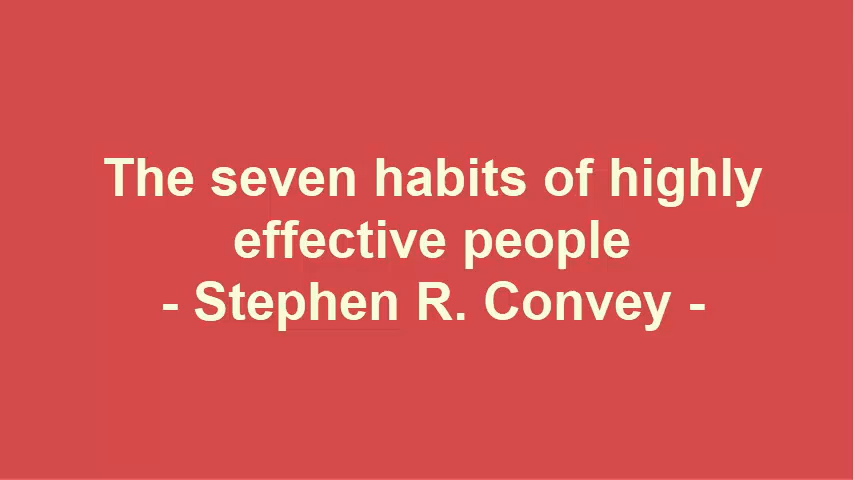 The seven habits of highly
effective people
- Stephen R. Convey -